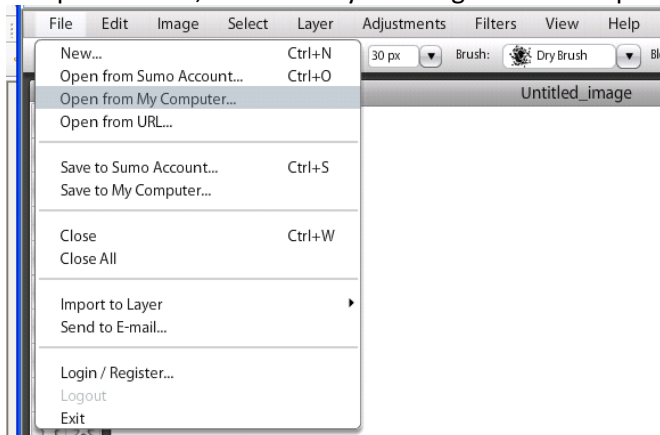 File Edit Image Select Layer Adjustments Filters View Help
New... Ctrl+N
30 px Brush: Dry Brush
Open from Sumo Account... Ctrl+O
Open from My Computer...
Untitled_image
Open from URL...
Save to Sumo Account... Ctrl+S
Save to My Computer...
Close Ctrl+W
Close All
Import to Layer
Send to E-mail...
Login / Register...
Logout
Exit